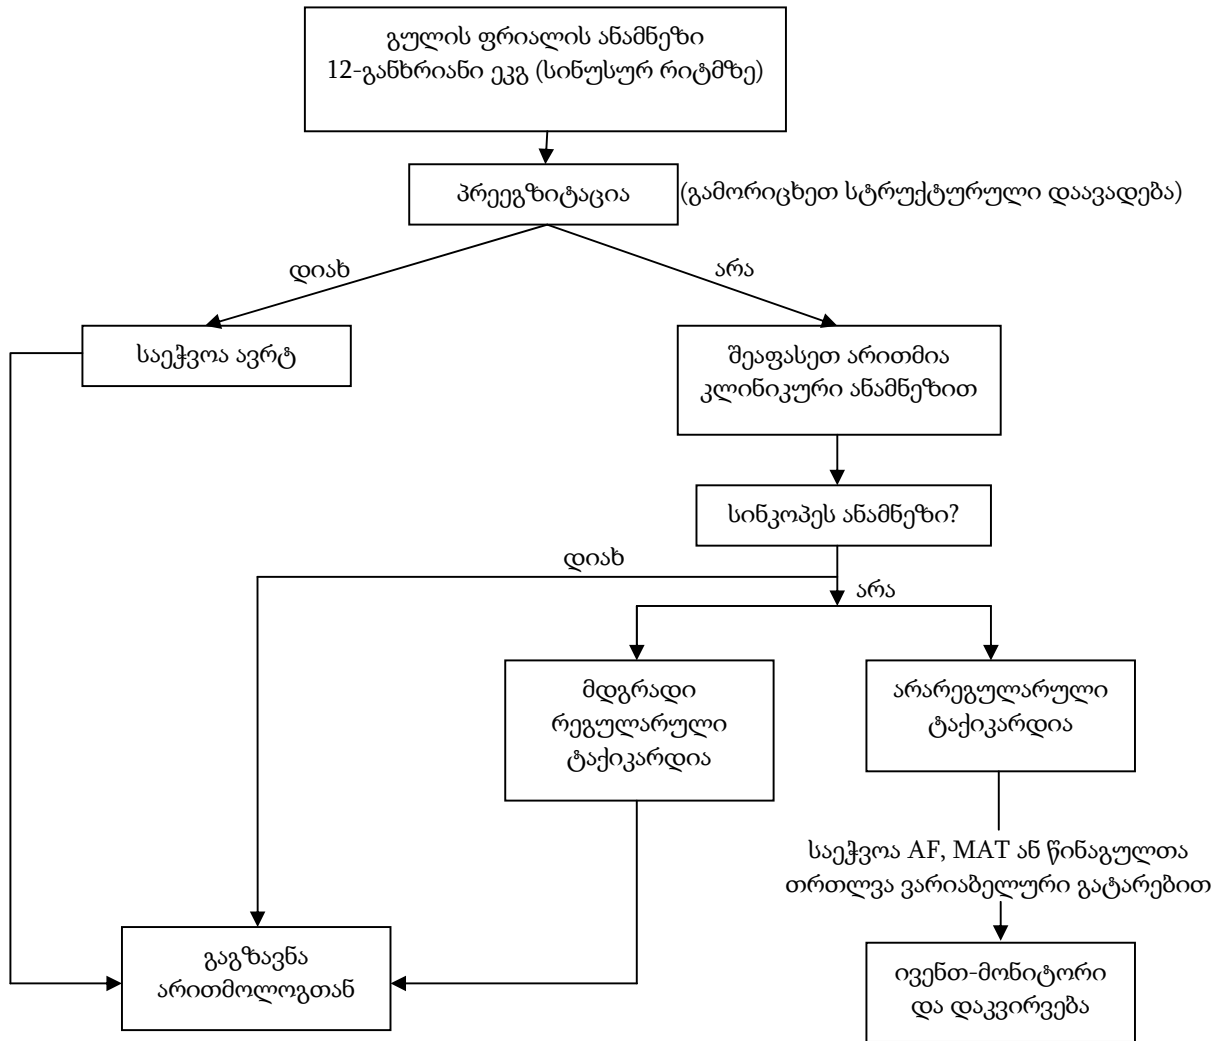 გულის ფრიალის ანამნეზი
12-განხრიანი ეკგ (სინუსურ რიტმზე)
პრეეგზიტაცია
(გამორიცხეთ სტრუქტურული დაავადება)
დიახ
არა
საეჭვოა ავრტ
შეაფასეთ არითმია
კლინიკური ანამნეზით
სინკოპეს ანამნეზი?
დიახ
არა
მდგრადი
რეგულარული
ტაქიკარდია
არარეგულარული
ტაქიკარდია
საეჭვოა AF, MAT ან წინაგულთა
თრთლვა ვარიაბელური გატარებით
გაგზავნა
არითმოლოგთან
ივენთ-მონიტორი
და დაკვირვება